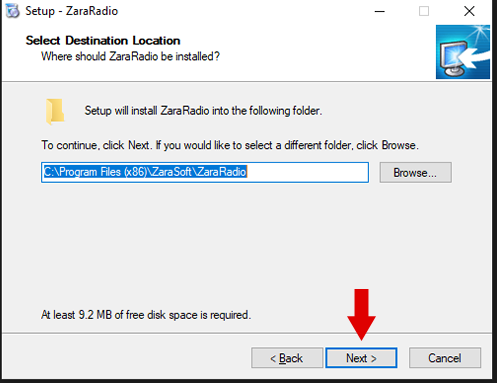 Setup - ZaraRadio
Select Destination Location
Where should ZaraRadio be installed?
Setup will install ZaraRadio into the following folder.
To continue, click Next. If you would like to select a different folder, click Browse.
C:\Program Files (x86)\ZaraSoft\ZaraRadio
Browse...
At least 9.2 MB of free disk space is required.
< Back
Next >
Cancel